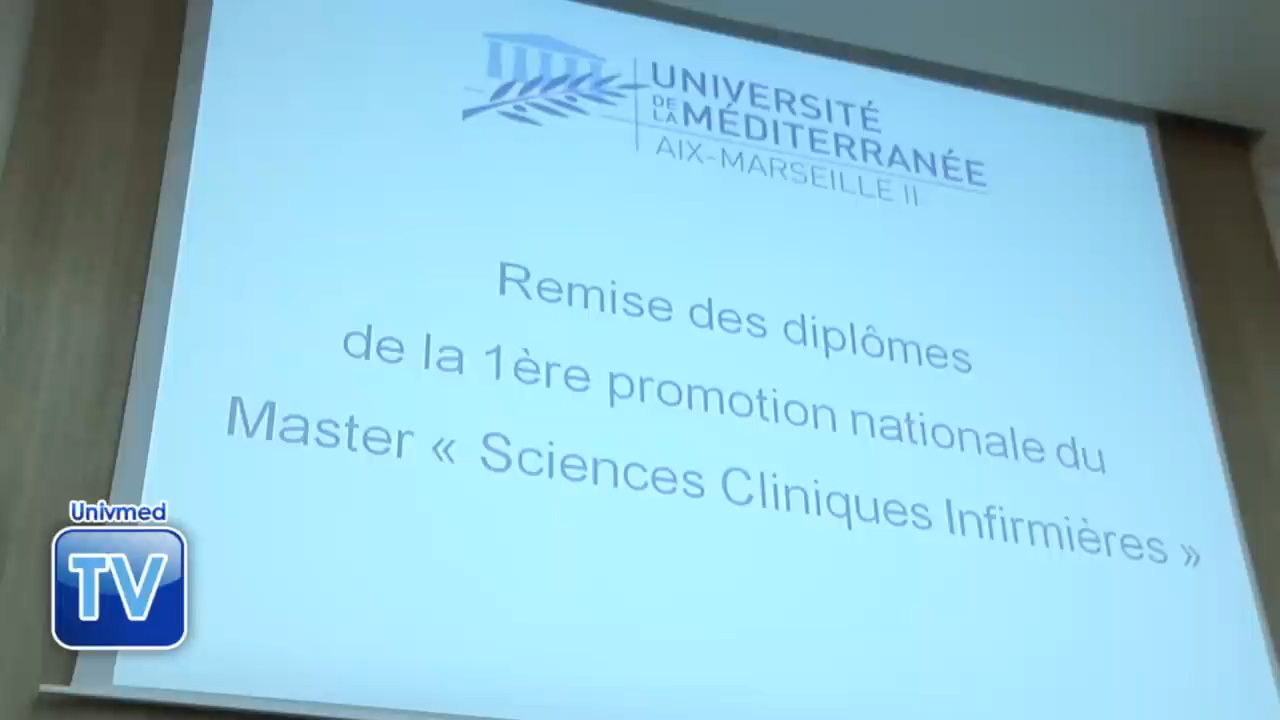 UNIVERSITÉ
DE LA MÉDITERRANÉE
AIX-MARSEILLE II
Remise des diplômes
de la 1ère promotion nationale du
Master « Sciences Cliniques Infirmières »
Univmed
TV